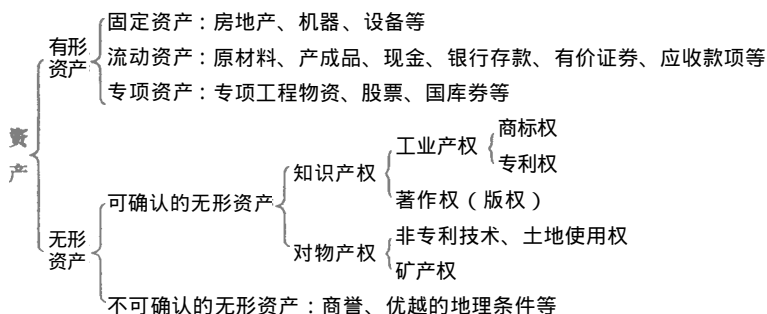 固定资产：房地产、机器、设备等
有形
资产
流动资产：原材料、产成品、现金、银行存款、有价证券、应收款项等
专项资产：专项工程物资、股票、国库券等
资
产
商标权
工业产权
专利权
知识产权
著作权（版权）
可确认的无形资产
无形
资产
非专利技术、土地使用权
对物产权
矿产权
不可确认的无形资产：商誉、优越的地理条件等